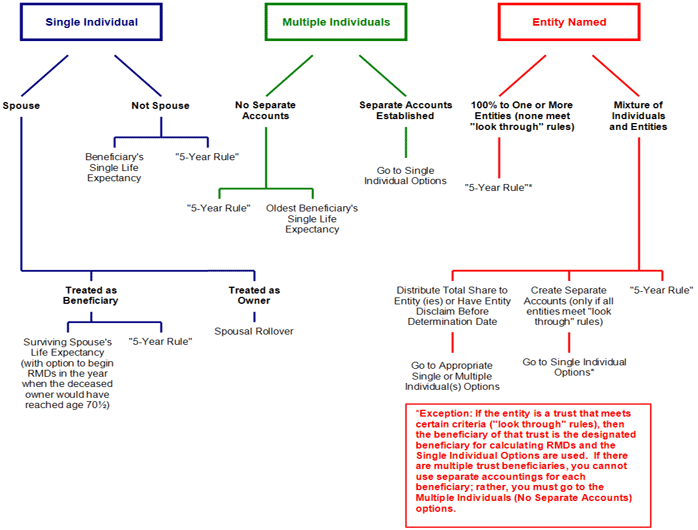 Single Individual
Multiple Individuals
Entity Named
Spouse
Not Spouse
Beneficiary's
Single Life
Expectancy
"5-Year Rule"
No Separate
Accounts
Separate Accounts
Established
Go to Single
Individual Options
"5-Year Rule"
Oldest Beneficiary's
Single Life
Expectancy
100% to One or More
Entities (none meet
"look through" rules)
"5-Year Rule"*
Mixture of
Individuals
and Entities
Treated as
Beneficiary
Surviving Spouse's
Life Expectancy
(with option to begin
RMDs in the year
when the deceased
owner would have
reached age 70½)
"5-Year Rule"
Treated as
Owner
Spousal Rollover
Distribute Total Share to
Entity (ies) or Have Entity
Disclaim Before
Determination Date
Go to Appropriate
Single or Multiple
Individual(s) Options
Create Separate
Accounts (only if all
entities meet "look
through" rules)
Go to Single Individual
Options*
"5-Year Rule"
*Exception: If the entity is a trust that meets
certain criteria ("look through" rules), then
the beneficiary of that trust is the designated
beneficiary for calculating RMDs and the
Single Individual Options are used.  If there
are multiple trust beneficiaries, you cannot
use separate accountings for each
beneficiary; rather, you must go to the
Multiple Individuals (No Separate Accounts)
options.